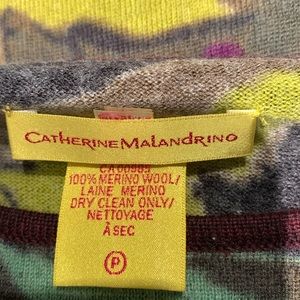 CATHERINE MALANDRINO
100% MERINO WOOL/
LAINE MERINO
DRY CLEAN ONLY/
NETTOYAGE
À SEC
P